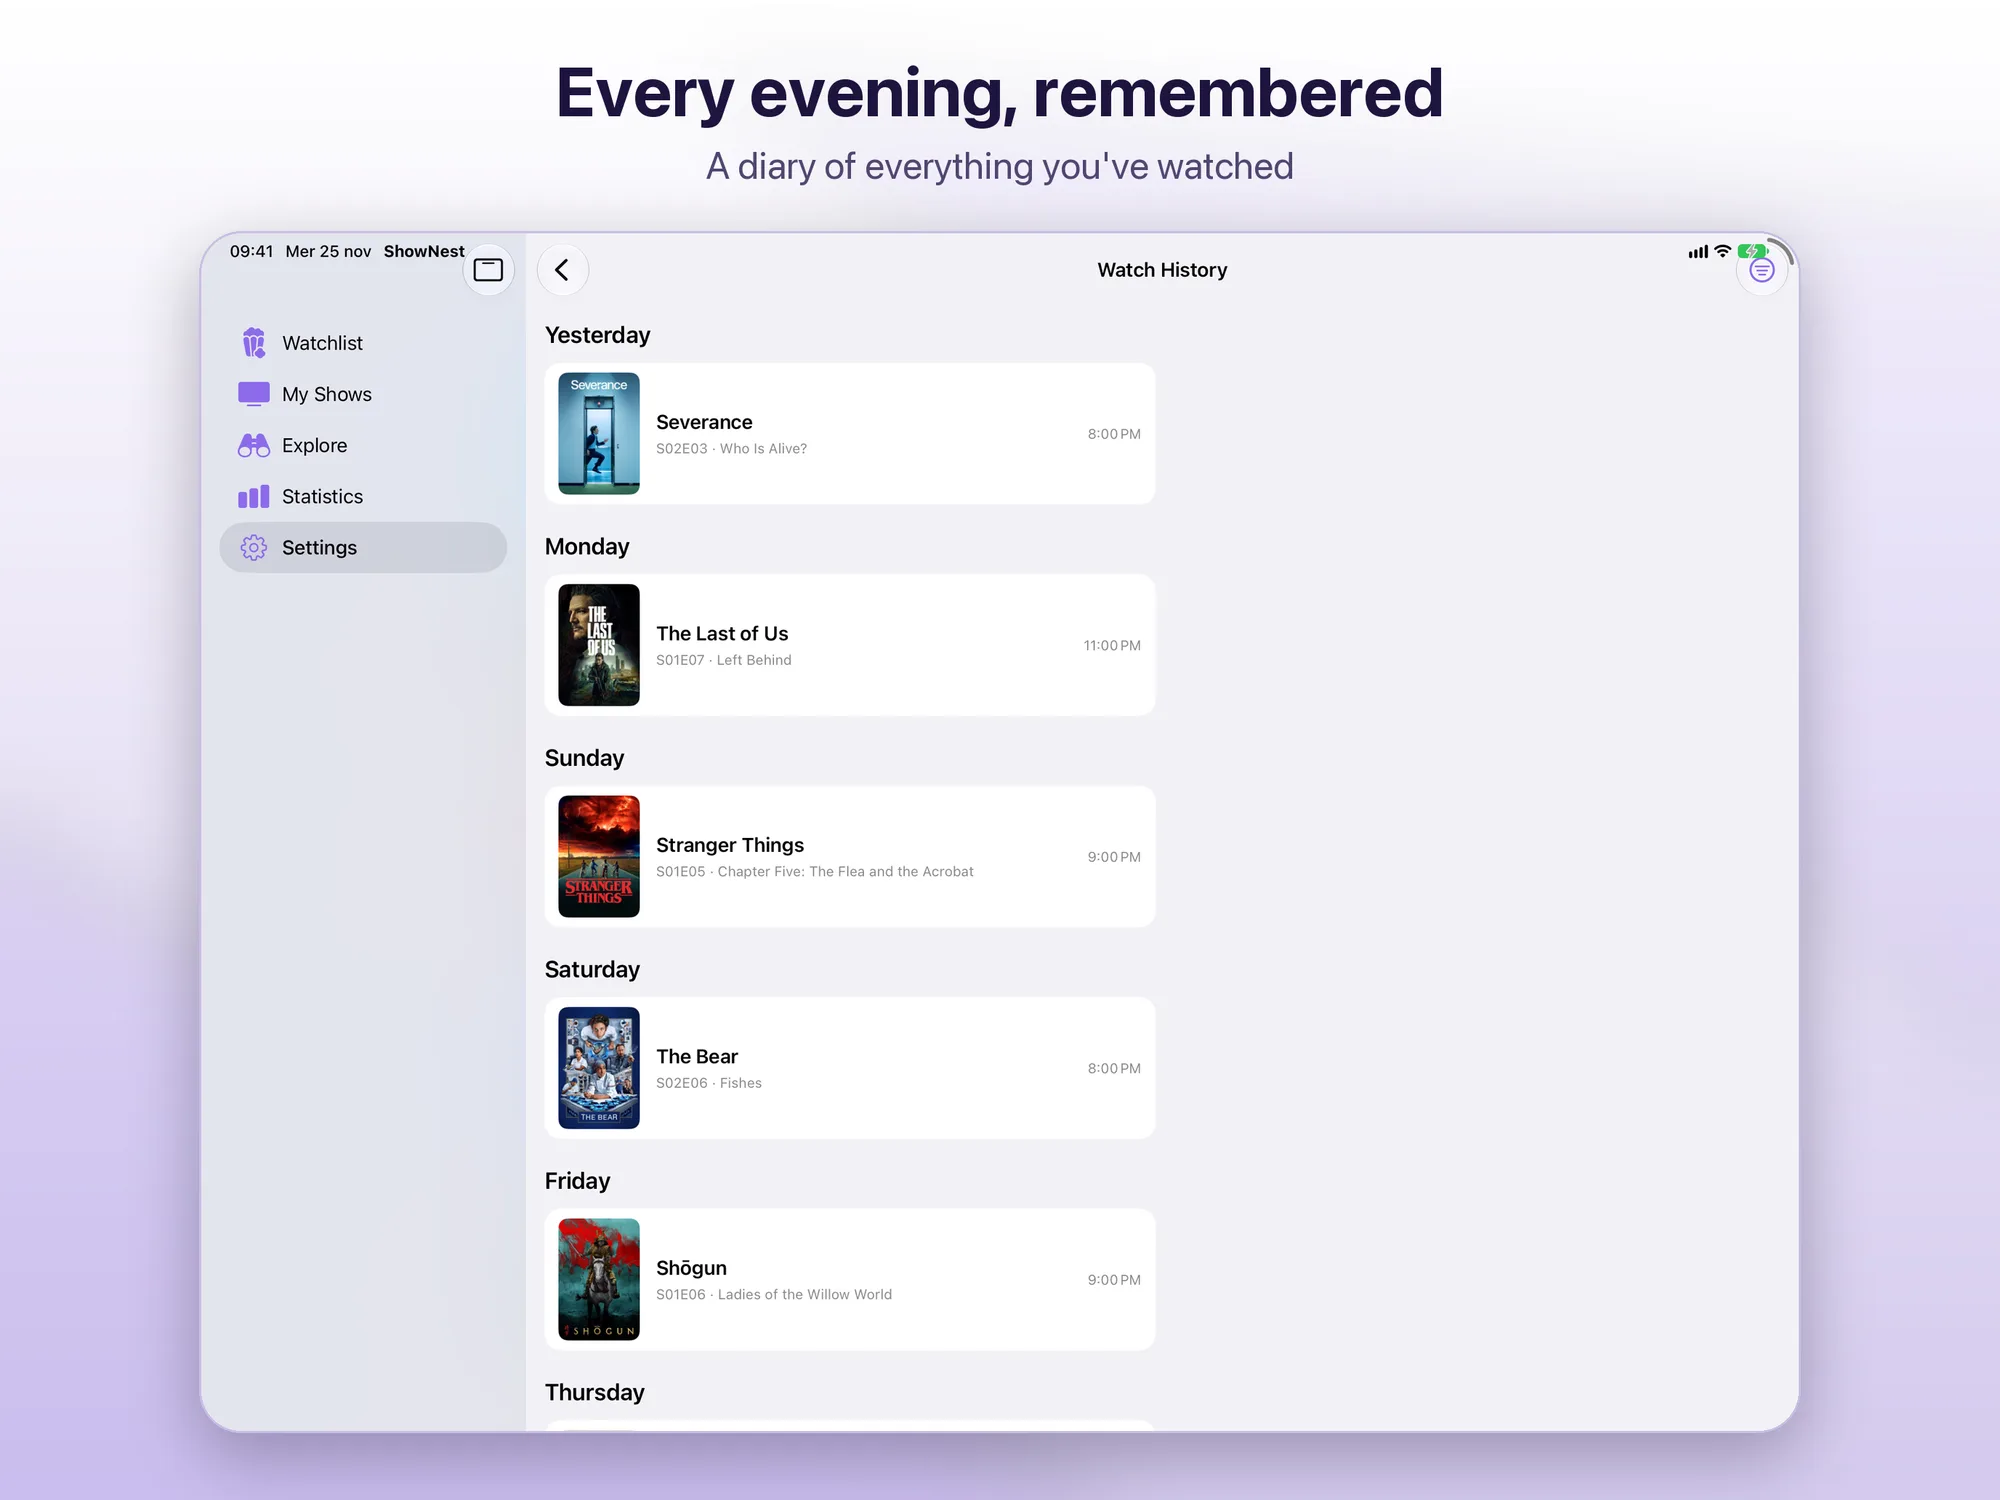 Every evening, remembered
A diary of everything you've watched
09:41 Mer 25 nov ShowNest
Watch History
Watchlist
My Shows
Explore
Statistics
Settings
Yesterday
Severance
Severance
S02E03 · Who Is Alive?
8:00 PM
Monday
THE
LAST
OF US
The Last of Us
S01E07 · Left Behind
11:00 PM
Sunday
STRANGER
THINGS
Stranger Things
S01E05 · Chapter Five: The Flea and the Acrobat
9:00 PM
Saturday
THE BEAR
The Bear
S02E06 · Fishes
8:00 PM
Friday
SHŌGUN
Shōgun
S01E06 · Ladies of the Willow World
9:00 PM
Thursday